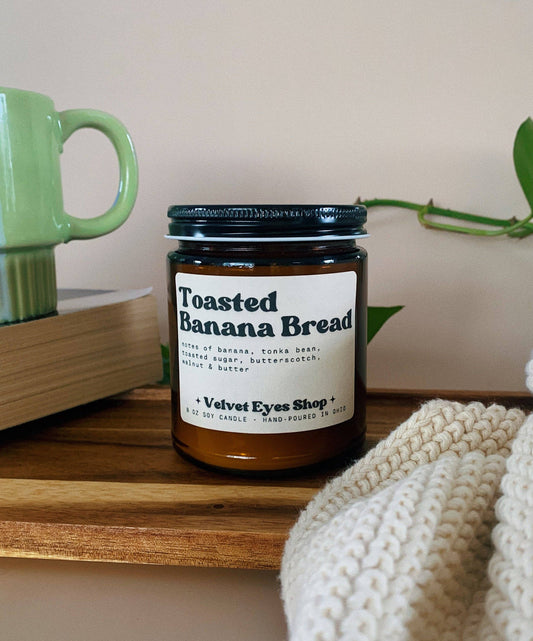 Toasted
Banana Bread
notes of banana, tonka bean,
toasted sugar, butterscotch,
walnut & butter
Velvet Eyes Shop
8 OZ SOY CANDLE - HAND-POURED IN OHIO